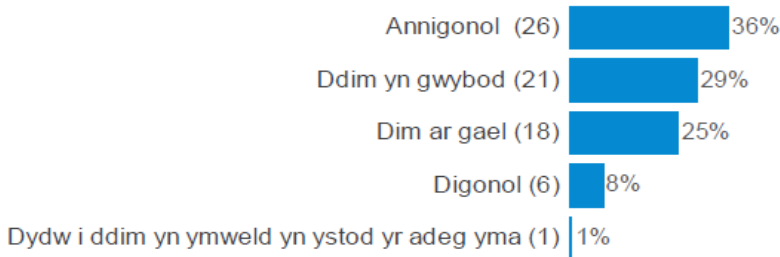 Annigonol (26) 36%
Ddim yn gwybod (21) 29%
Dim ar gael (18) 25%
Digonol (6) 8%
Dydw i ddim yn ymweld yn ystod yr adeg yma (1) 1%